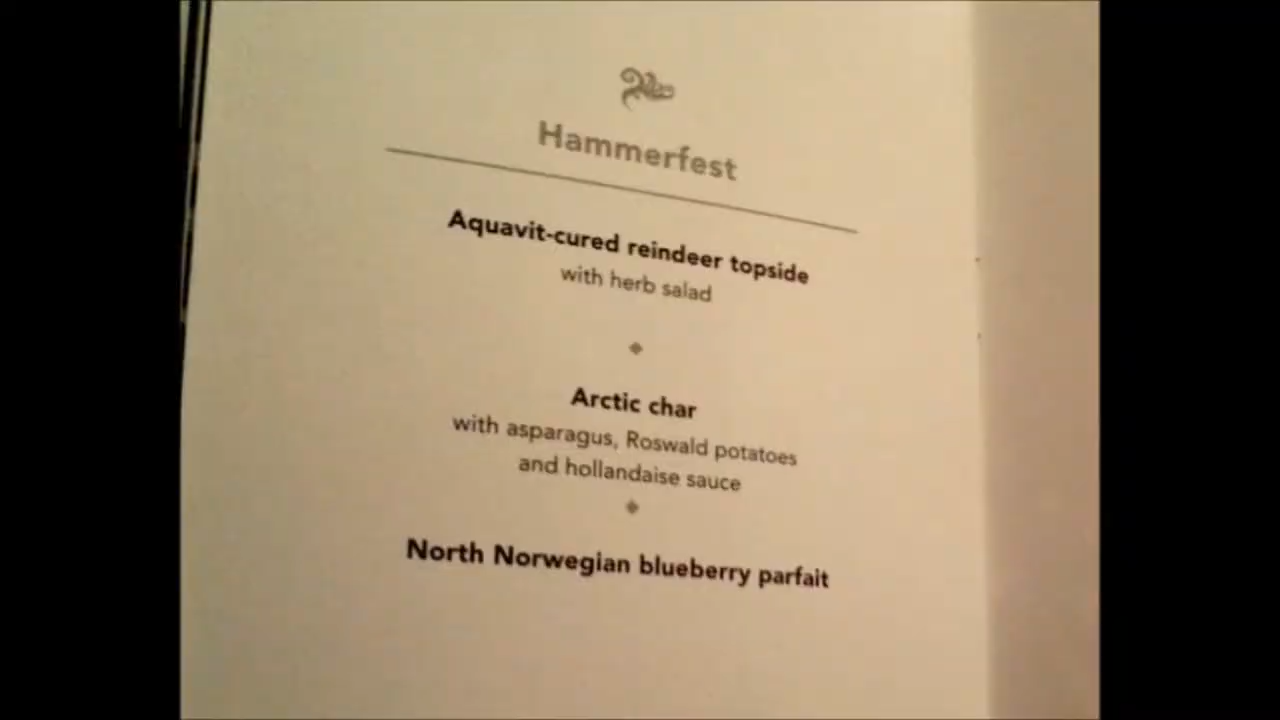 Hammerfest
Aquavit-cured reindeer topside
with herb salad
Arctic char
with asparagus, Roswald potatoes
and hollandaise sauce
North Norwegian blueberry parfait